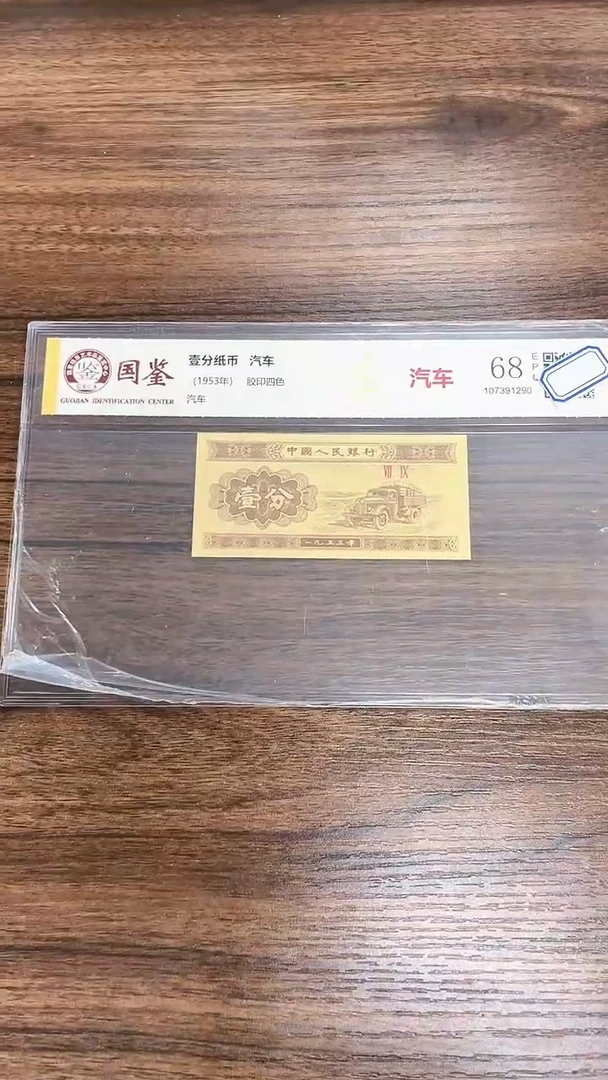 国鉴
GUOJIAN IDENTIFICATION CENTER
壹分纸币 汽车
(1953年) 胶印四色
汽车
汽车
68
E
P
107391290
中國人民銀行
VII IX
壹分
一九五三年